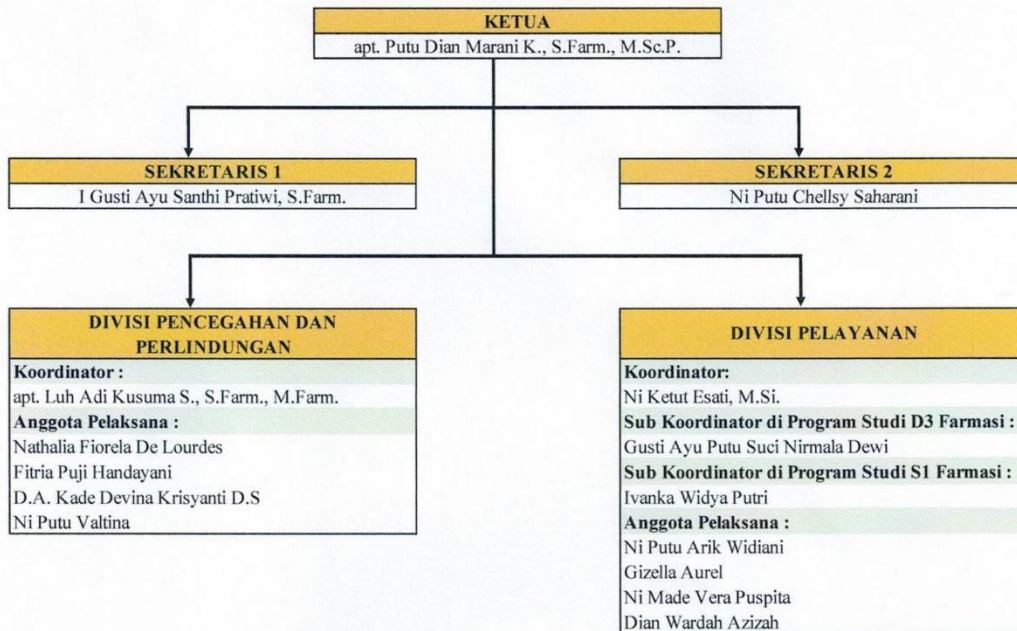 KETUA
apt. Putu Dian Marani K., S.Farm., M.Sc.P.
SEKRETARIS 1
I Gusti Ayu Santhi Pratiwi, S.Farm.
SEKRETARIS 2
Ni Putu Chellsy Saharani
DIVISI PENCEGAHAN DAN
PERLINDUNGAN
Koordinator :
apt. Luh Adi Kusuma S., S.Farm., M.Farm.
Anggota Pelaksana :
Nathalia Fiorela De Lourdes
Fitria Puji Handayani
D.A. Kade Devina Krisyanti D.S
Ni Putu Valtina
DIVISI PELAYANAN
Koordinator:
Ni Ketut Esati, M.Si.
Sub Koordinator di Program Studi D3 Farmasi :
Gusti Ayu Putu Suci Nirmala Dewi
Sub Koordinator di Program Studi S1 Farmasi :
Ivanka Widya Putri
Anggota Pelaksana :
Ni Putu Arik Widiani
Gizella Aurel
Ni Made Vera Puspita
Dian Wardah Azizah